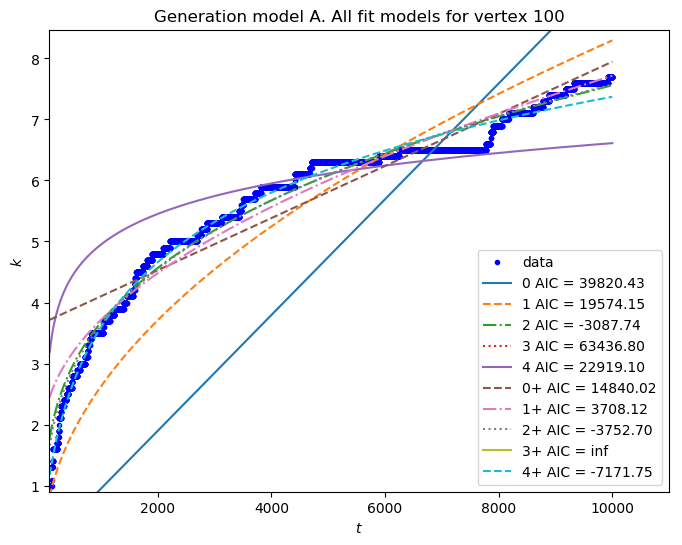 Generation model A. All fit models for vertex 100
8
7
6
5
4
3
2
1
k
2000 4000 6000 8000 10000
t
data
0 AIC = 39820.43
1 AIC = 19574.15
2 AIC = -3087.74
3 AIC = 63436.80
4 AIC = 22919.10
0+ AIC = 14840.02
1+ AIC = 3708.12
2+ AIC = -3752.70
3+ AIC = inf
4+ AIC = -7171.75